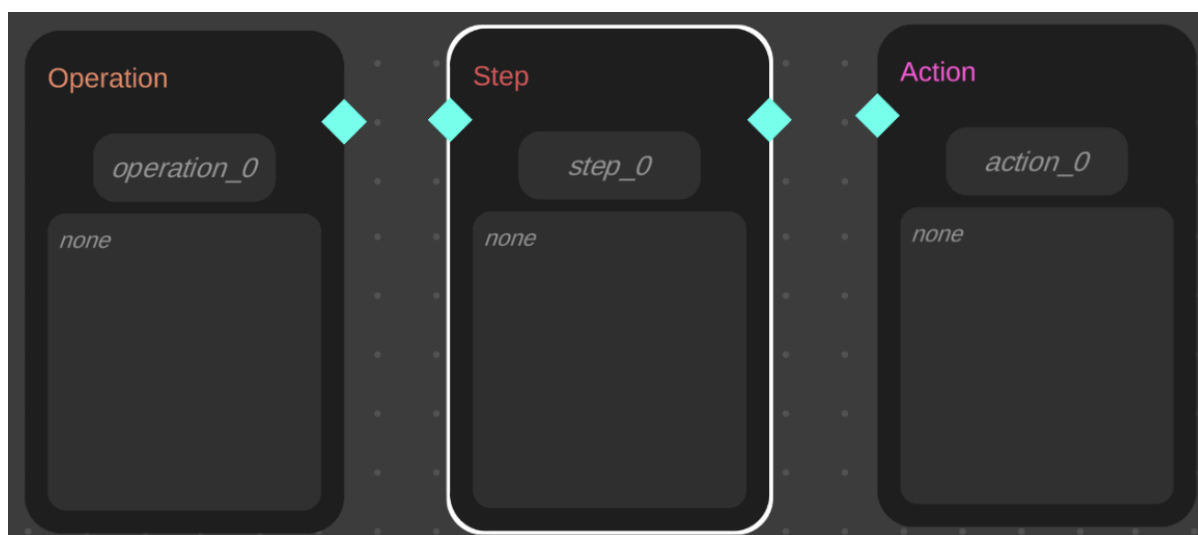 Operation
operation_0
none
Step
step_0
none
Action
action_0
none